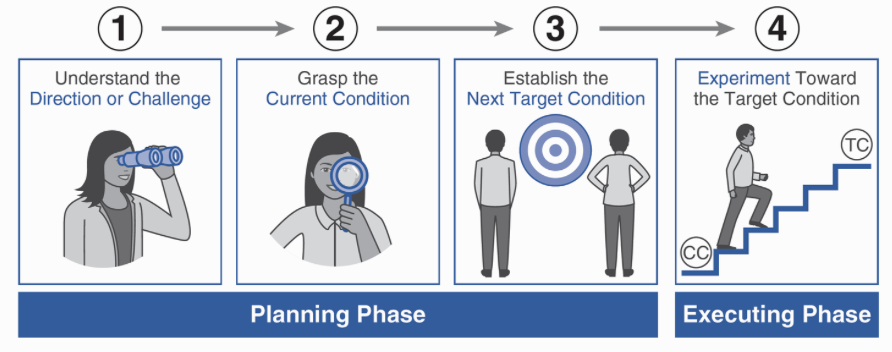 1
2
3
4
Understand the
Direction or Challenge
Grasp the
Current Condition
Establish the
Next Target Condition
Experiment Toward
the Target Condition
TC
CC
Planning Phase
Executing Phase